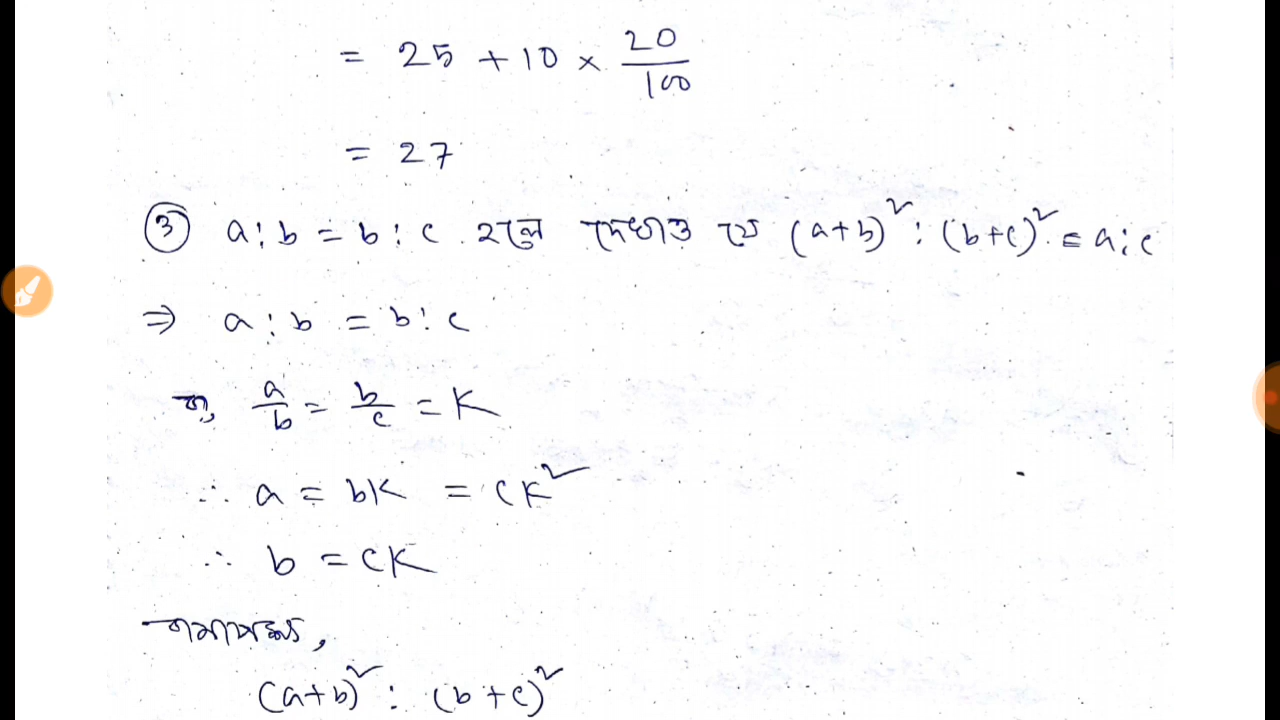 = 25 + 10 × 20/100
= 27
③ a : b = b : c হলে দেখাও যে (a+b)² : (b+c)² = a : c
⇒ a : b = b : c
বা, a/b = b/c = K
∴ a = bK = cK²
∴ b = cK
বামপক্ষ,
(a+b)² : (b+c)²